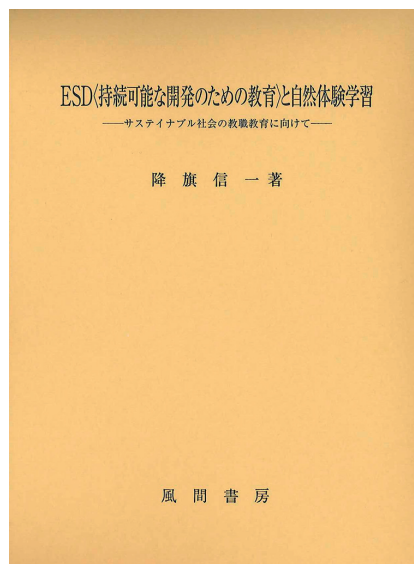 ESD〈持続可能な開発のための教育〉と自然体験学習
――サステイナブル社会の教職教育に向けて――
降旗信一著
風間書房